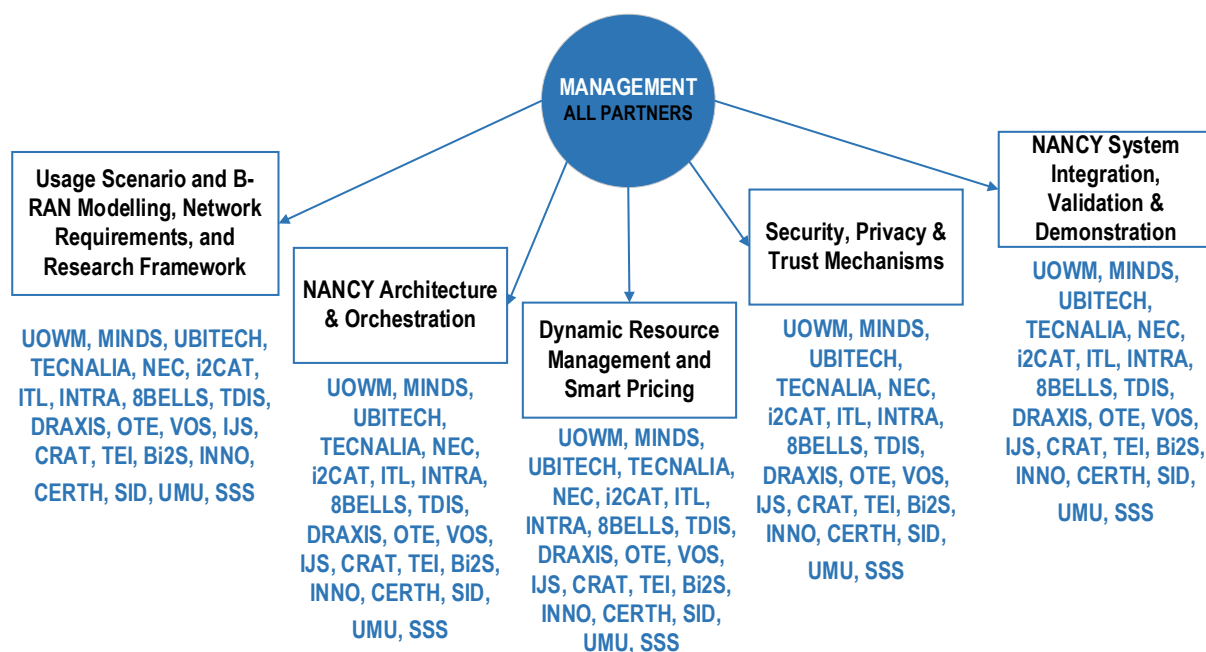 MANAGEMENT
ALL PARTNERS
Usage Scenario and B-
RAN Modelling, Network
Requirements, and
Research Framework
UOWM, MINDS, UBITECH,
TECNALIA, NEC, i2CAT,
ITL, INTRA, 8BELLS, TDIS,
DRAXIS, OTE, VOS, IJS,
CRAT, TEI, Bi2S, INNO,
CERTH, SID, UMU, SSS
NANCY Architecture
& Orchestration
UOWM, MINDS,
UBITECH,
TECNALIA, NEC,
i2CAT, ITL, INTRA,
8BELLS, TDIS,
DRAXIS, OTE, VOS,
IJS, CRAT, TEI, Bi2S,
INNO, CERTH, SID,
UMU, SSS
Dynamic Resource
Management and
Smart Pricing
UOWM, MINDS,
UBITECH, TECNALIA,
NEC, i2CAT, ITL,
INTRA, 8BELLS, TDIS,
DRAXIS, OTE, VOS,
IJS, CRAT, TEI, Bi2S,
INNO, CERTH, SID,
UMU, SSS
Security, Privacy &
Trust Mechanisms
UOWM, MINDS,
UBITECH,
TECNALIA, NEC,
i2CAT, ITL, INTRA,
8BELLS, TDIS,
DRAXIS, OTE, VOS,
IJS, CRAT, TEI, Bi2S,
INNO, CERTH, SID,
UMU, SSS
NANCY System
Integration,
Validation &
Demonstration
UOWM, MINDS,
UBITECH,
TECNALIA, NEC,
i2CAT, ITL, INTRA,
8BELLS, TDIS,
DRAXIS, OTE, VOS,
IJS, CRAT, TEI, Bi2S,
INNO, CERTH, SID,
UMU, SSS